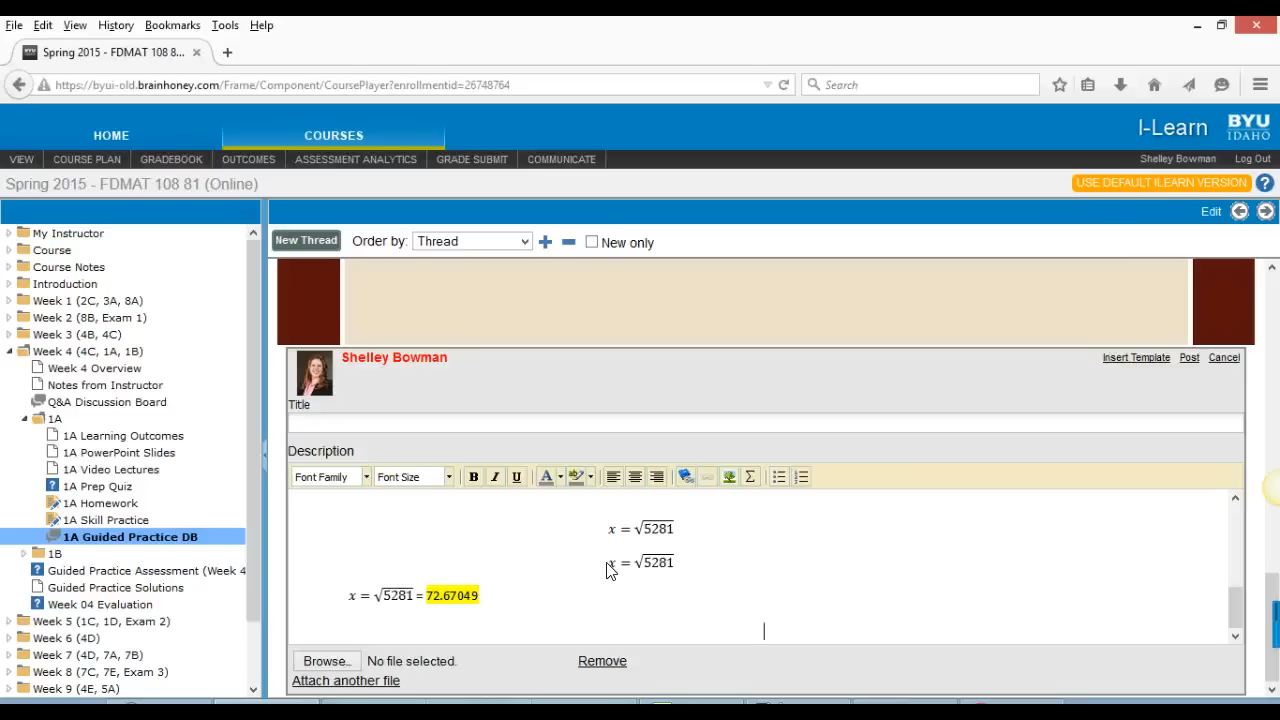 File Edit View History Bookmarks Tools Help
Spring 2015 - FDMAT 108 8...
https://byui-old.brainhoney.com/Frame/Component/CoursePlayer?enrollmentid=26748764
Search
HOME COURSES
I-Learn BYU IDAHO
VIEW COURSE PLAN GRADEBOOK OUTCOMES ASSESSMENT ANALYTICS GRADE SUBMIT COMMUNICATE
Shelley Bowman Log Out
Spring 2015 - FDMAT 108 81 (Online)
USE DEFAULT ILEARN VERSION ?
Edit
My Instructor
Course
Course Notes
Introduction
Week 1 (2C, 3A, 8A)
Week 2 (8B, Exam 1)
Week 3 (4B, 4C)
Week 4 (4C, 1A, 1B)
Week 4 Overview
Notes from Instructor
Q&A Discussion Board
1A
1A Learning Outcomes
1A PowerPoint Slides
1A Video Lectures
1A Prep Quiz
1A Homework
1A Skill Practice
1A Guided Practice DB
1B
Guided Practice Assessment (Week 4
Guided Practice Solutions
Week 04 Evaluation
Week 5 (1C, 1D, Exam 2)
Week 6 (4D)
Week 7 (4D, 7A, 7B)
Week 8 (7C, 7E, Exam 3)
Week 9 (4E, 5A)
New Thread Order by: Thread New only
Shelley Bowman
Insert Template Post Cancel
Title
Description
Font Family Font Size B I U A ab Σ
x = √5281
x = √5281
x = √5281 = 72.67049
Browse... No file selected. Remove
Attach another file